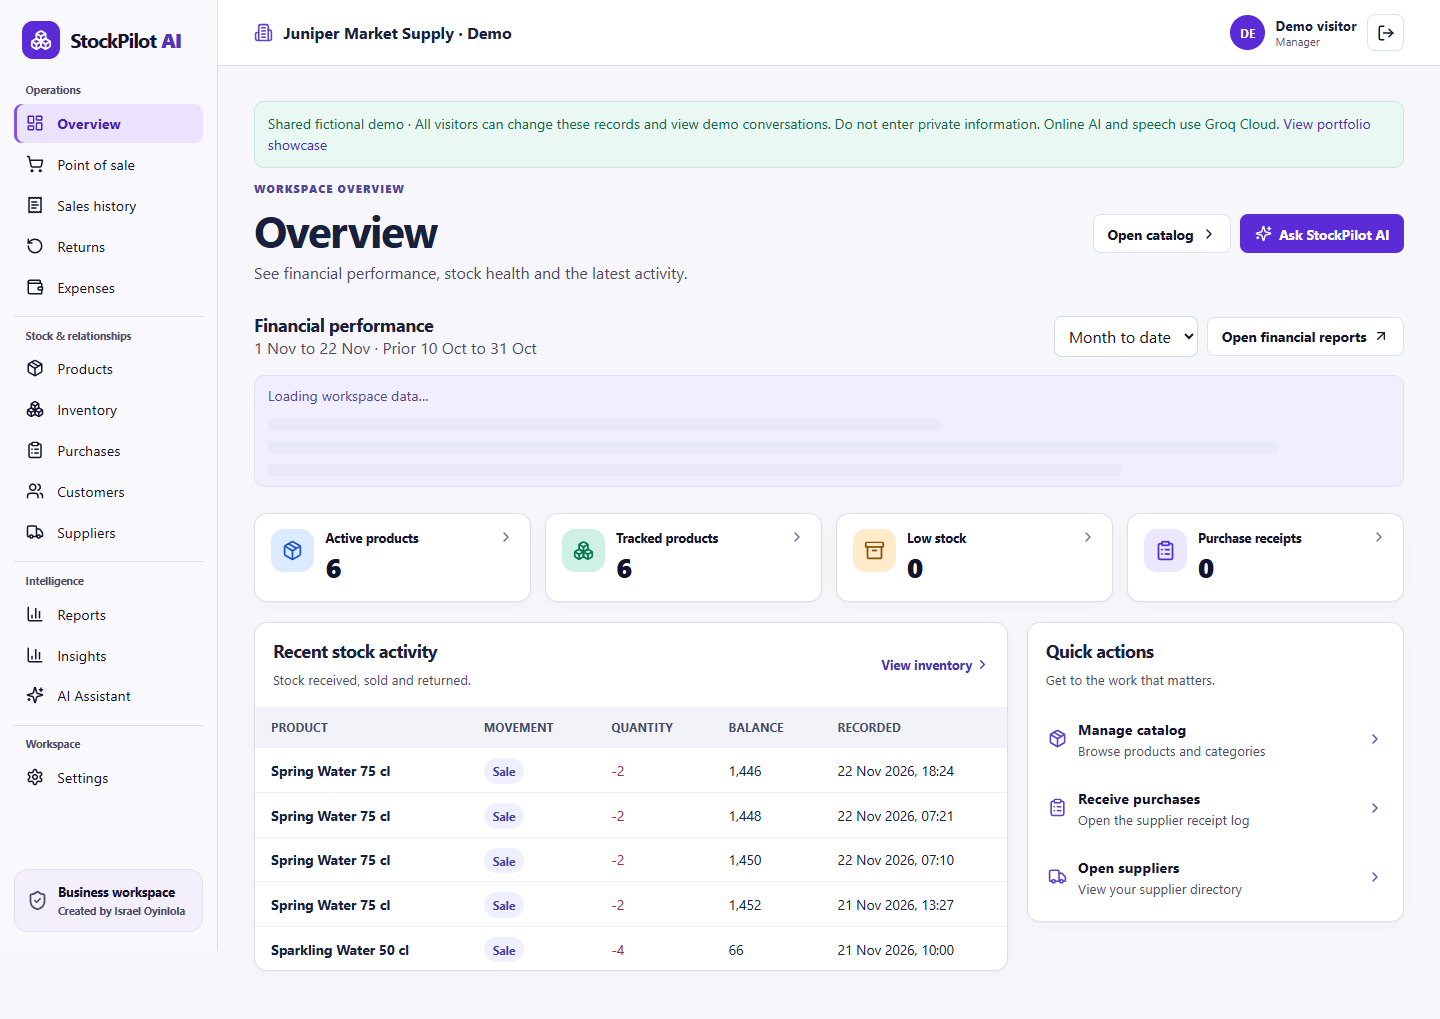 StockPilot AI
Operations
Overview
Point of sale
Sales history
Returns
Expenses
Stock & relationships
Products
Inventory
Purchases
Customers
Suppliers
Intelligence
Reports
Insights
AI Assistant
Workspace
Settings
Business workspace
Created by Israel Oyinlola
Juniper Market Supply · Demo
DE
Demo visitor
Manager
Shared fictional demo · All visitors can change these records and view demo conversations. Do not enter private information. Online AI and speech use Groq Cloud. View portfolio
showcase
WORKSPACE OVERVIEW
Overview
See financial performance, stock health and the latest activity.
Open catalog
Ask StockPilot AI
Financial performance
1 Nov to 22 Nov · Prior 10 Oct to 31 Oct
Month to date
Open financial reports
Loading workspace data...
Active products
6
Tracked products
6
Low stock
0
Purchase receipts
0
Recent stock activity
Stock received, sold and returned.
View inventory
PRODUCT MOVEMENT QUANTITY BALANCE RECORDED
Spring Water 75 cl Sale -2 1,446 22 Nov 2026, 18:24
Spring Water 75 cl Sale -2 1,448 22 Nov 2026, 07:21
Spring Water 75 cl Sale -2 1,450 22 Nov 2026, 07:10
Spring Water 75 cl Sale -2 1,452 21 Nov 2026, 13:27
Sparkling Water 50 cl Sale -4 66 21 Nov 2026, 10:00
Quick actions
Get to the work that matters.
Manage catalog
Browse products and categories
Receive purchases
Open the supplier receipt log
Open suppliers
View your supplier directory